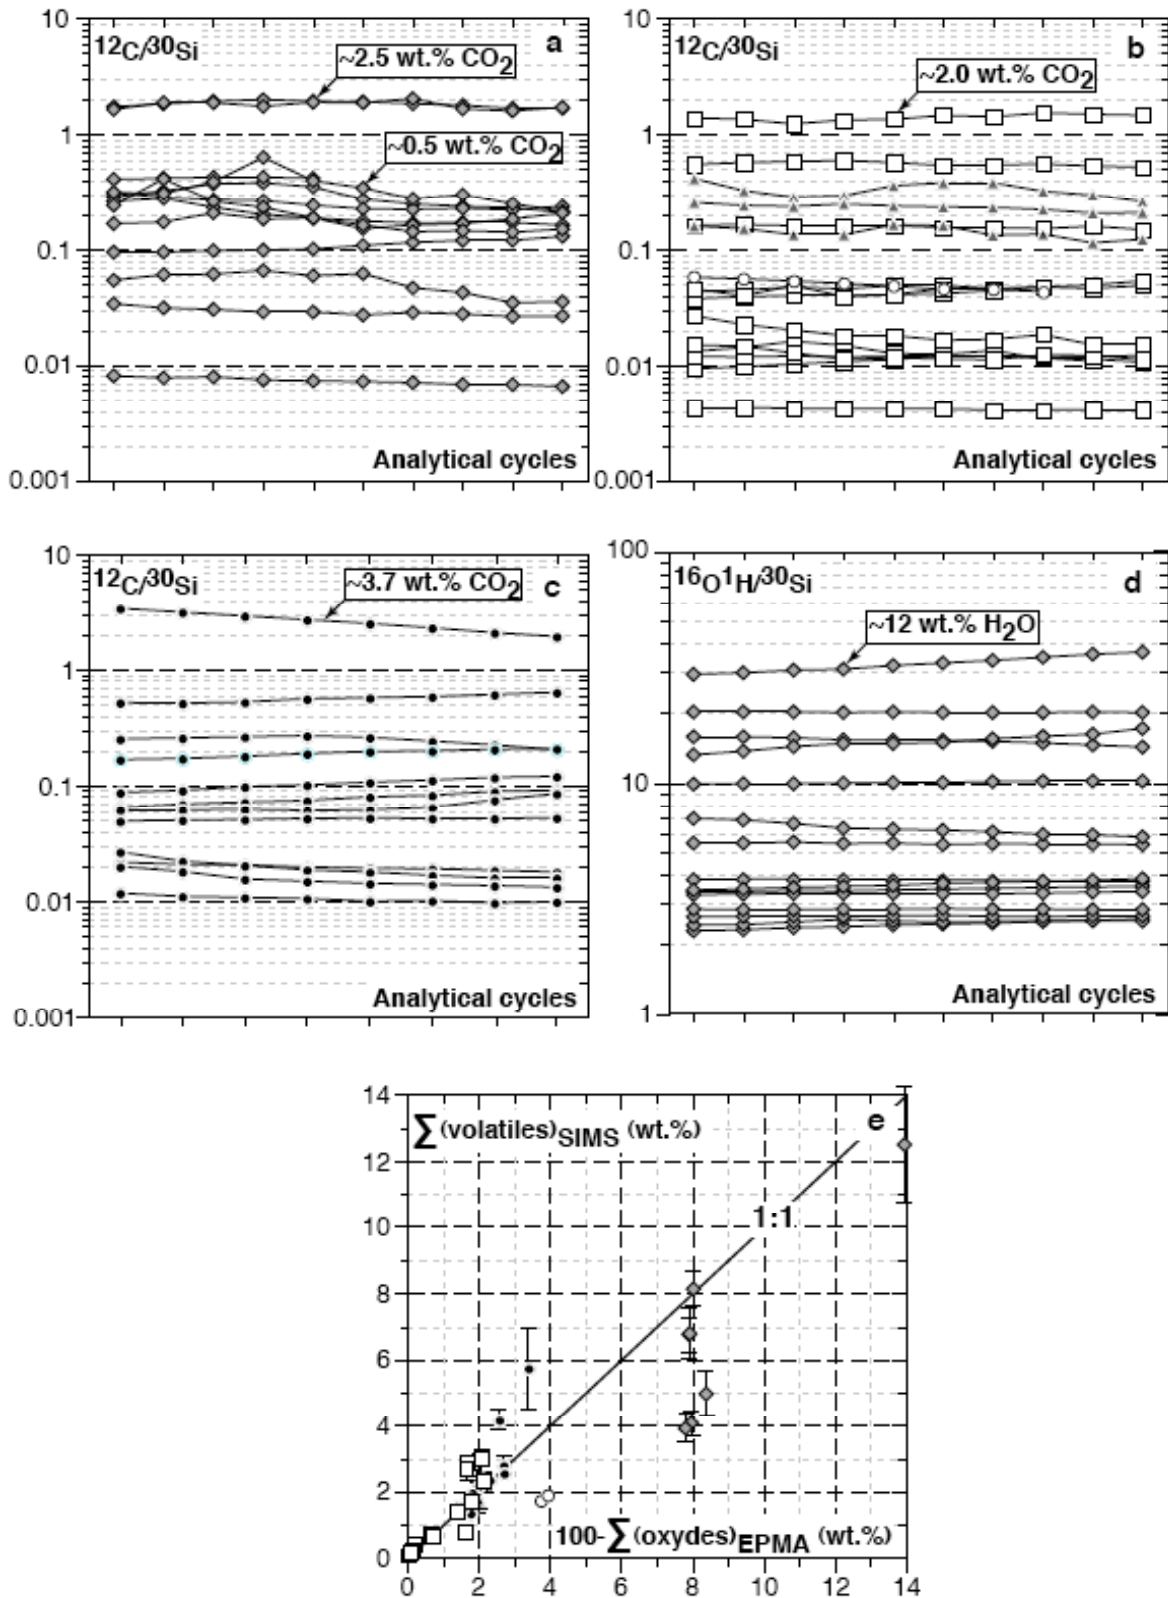 10
¹²C/³⁰Si
a
~2.5 wt.% CO₂
1
~0.5 wt.% CO₂
0.1
0.01
Analytical cycles
0.001
10
¹²C/³⁰Si
b
~2.0 wt.% CO₂
1
0.1
0.01
Analytical cycles
0.001
10
¹²C/³⁰Si
c
~3.7 wt.% CO₂
1
0.1
0.01
Analytical cycles
0.001
100
¹⁶O¹H/³⁰Si
d
~12 wt.% H₂O
10
Analytical cycles
1
14
∑(volatiles)SIMS (wt.%)
e
12
1:1
10
8
6
4
2
100-∑(oxydes)EPMA (wt.%)
0
0 2 4 6 8 10 12 14